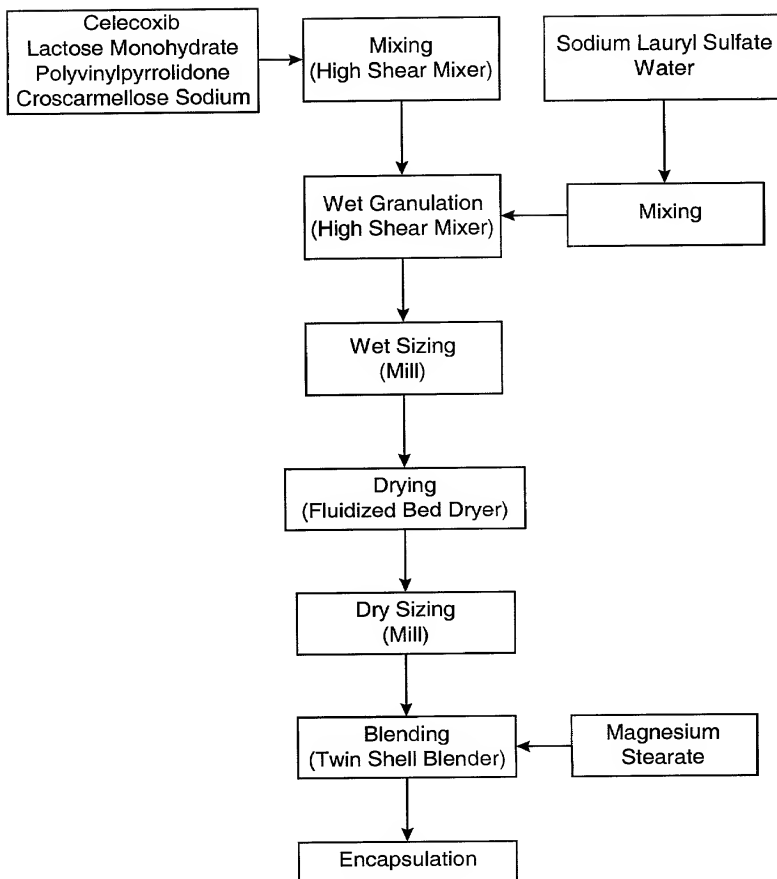 Celecoxib
Lactose Monohydrate
Polyvinylpyrrolidone
Croscarmellose Sodium
Mixing
(High Shear Mixer)
Sodium Lauryl Sulfate
Water
Wet Granulation
(High Shear Mixer)
Mixing
Wet Sizing
(Mill)
Drying
(Fluidized Bed Dryer)
Dry Sizing
(Mill)
Blending
(Twin Shell Blender)
Magnesium
Stearate
Encapsulation